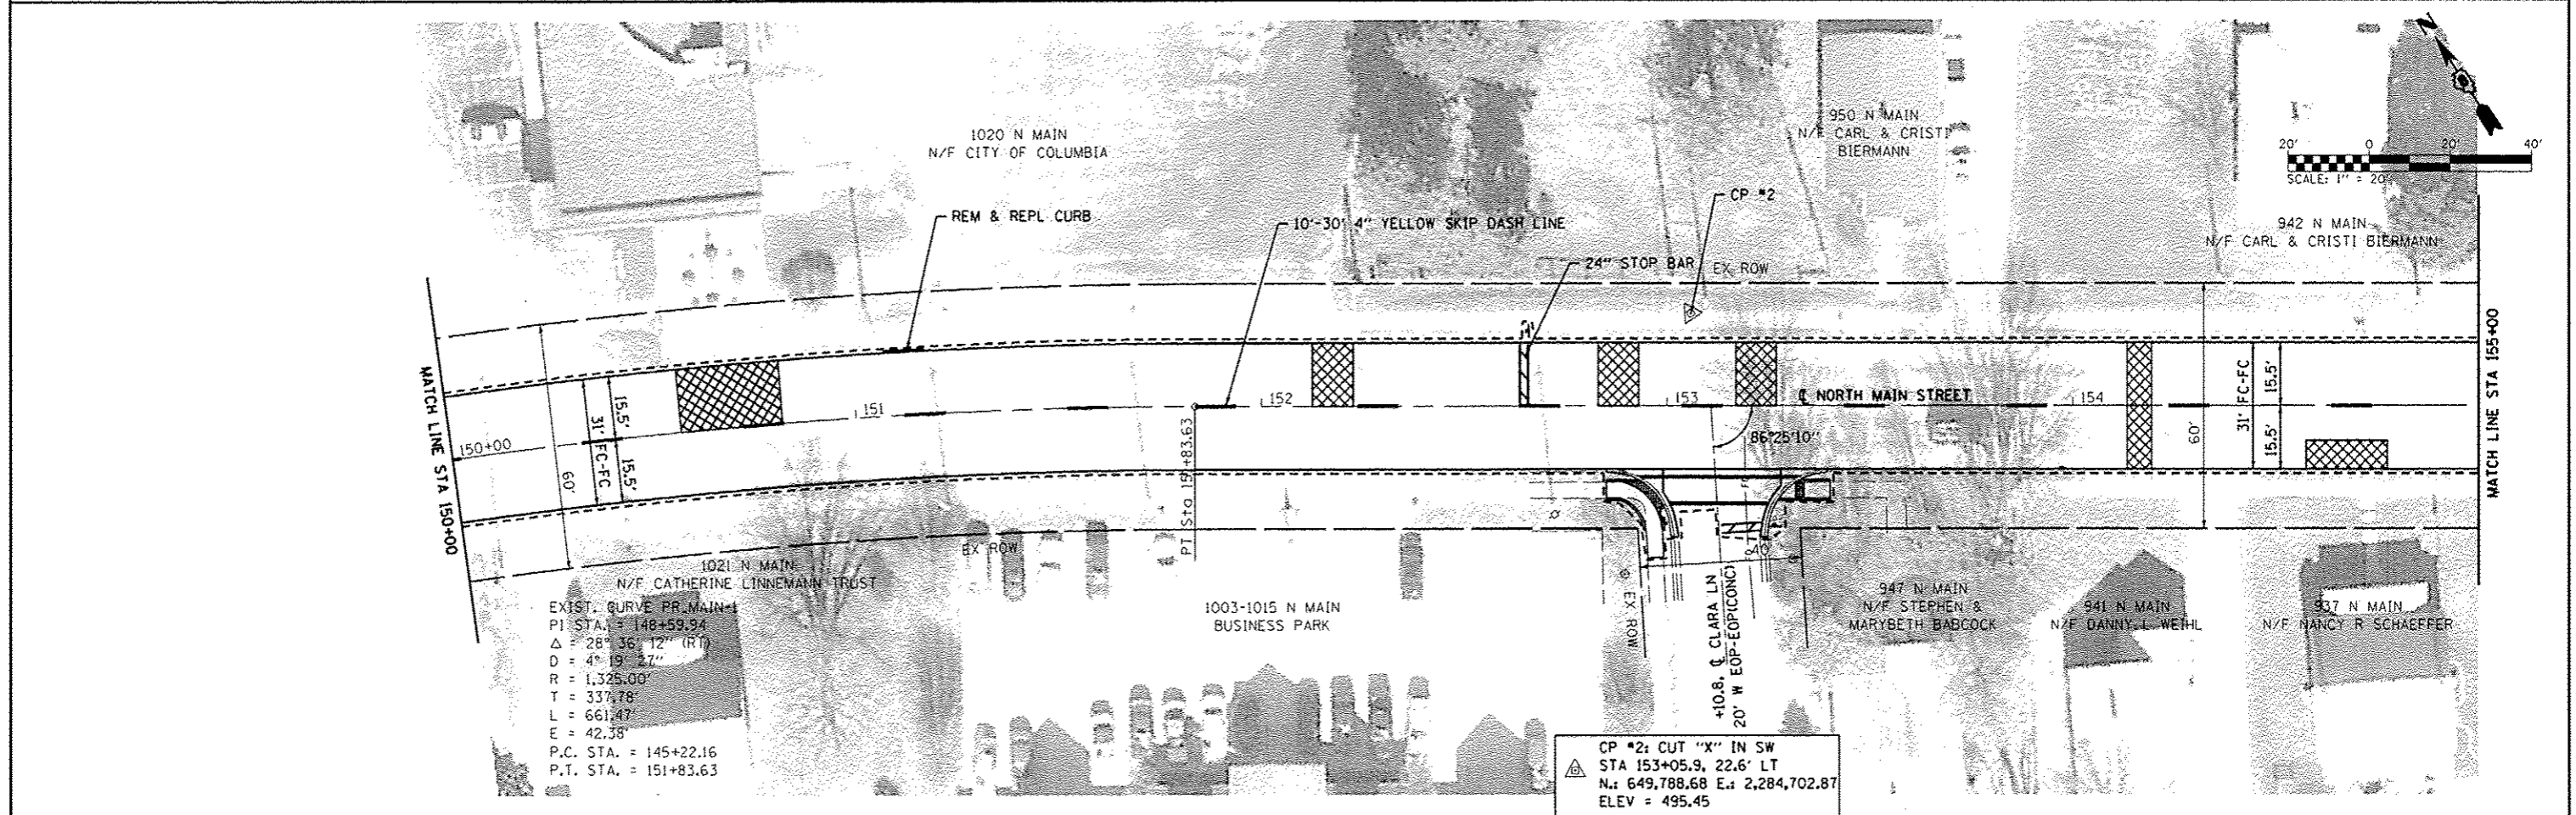 N
20' 0 20' 40'
SCALE: 1" = 20'
1020 N MAIN
N/F CITY OF COLUMBIA
950 N MAIN
N/F CARL & CRISTI
BIERMANN
CP #2
REM & REPL CURB
10'-30' 4" YELLOW SKIP DASH LINE
942 N MAIN
N/F CARL & CRISTI BIERMANN
24" STOP BAR
EX ROW
MATCH LINE STA 150+00
150+00
60'
31' FC-FC
15.5'
15.5'
151
152
153
℄ NORTH MAIN STREET
154
86°25'10"
60'
31' FC-FC
15.5'
15.5'
MATCH LINE STA 155+00
PT Sta 151+83.63
EX ROW
40'
EX ROW
+10.8, ℄ CLARA LN
20' W EOP-EOP(CONC)
1021 N MAIN
N/F CATHERINE LINNEMANN TRUST
EXIST. CURVE PR_MAIN-1
PI STA. = 148+59.94
Δ = 28° 36' 12" (RT)
D = 4° 19' 27"
R = 1,325.00'
T = 337.78'
L = 661.47'
E = 42.38'
P.C. STA. = 145+22.16
P.T. STA. = 151+83.63
1003-1015 N MAIN
BUSINESS PARK
947 N MAIN
N/F STEPHEN &
MARYBETH BABCOCK
941 N MAIN
N/F DANNY L WEIHL
937 N MAIN
N/F NANCY R SCHAEFFER
CP #2: CUT "X" IN SW
STA 153+05.9, 22.6' LT
N.: 649,788.68 E.: 2,284,702.87
ELEV = 495.45